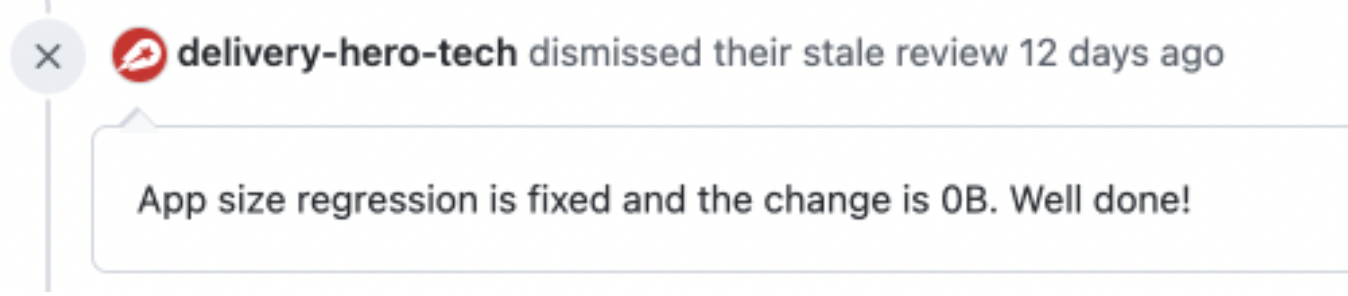 delivery-hero-tech dismissed their stale review 12 days ago
App size regression is fixed and the change is 0B. Well done!